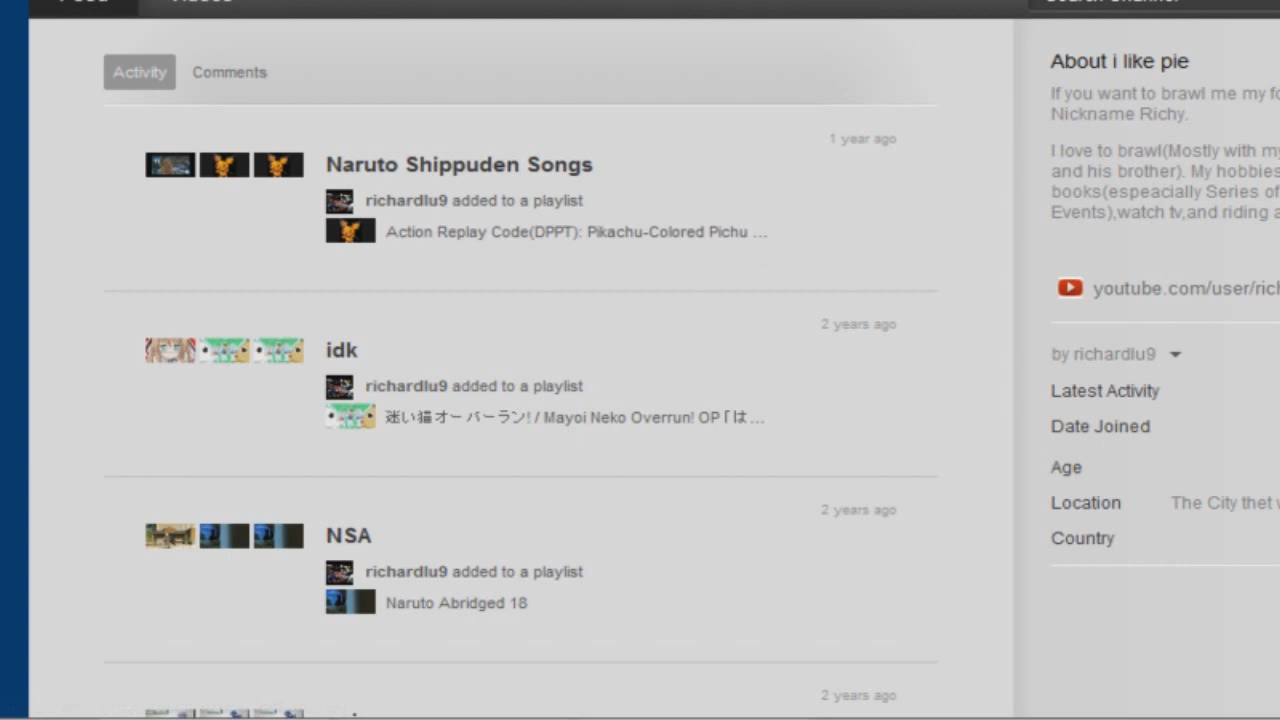 Activity Comments
1 year ago
Naruto Shippuden Songs
richardlu9 added to a playlist
Action Replay Code(DPPT): Pikachu-Colored Pichu ...
2 years ago
idk
richardlu9 added to a playlist
迷い猫オーバーラン! / Mayoi Neko Overrun! OP「は...
2 years ago
NSA
richardlu9 added to a playlist
Naruto Abridged 18
2 years ago
About i like pie
If you want to brawl me my
Nickname Richy.
I love to brawl(Mostly with
and his brother). My hobbies
books(espeacially Series of
Events),watch tv,and riding
youtube.com/user/rich
by richardlu9
Latest Activity
Date Joined
Age
Location The City thet
Country